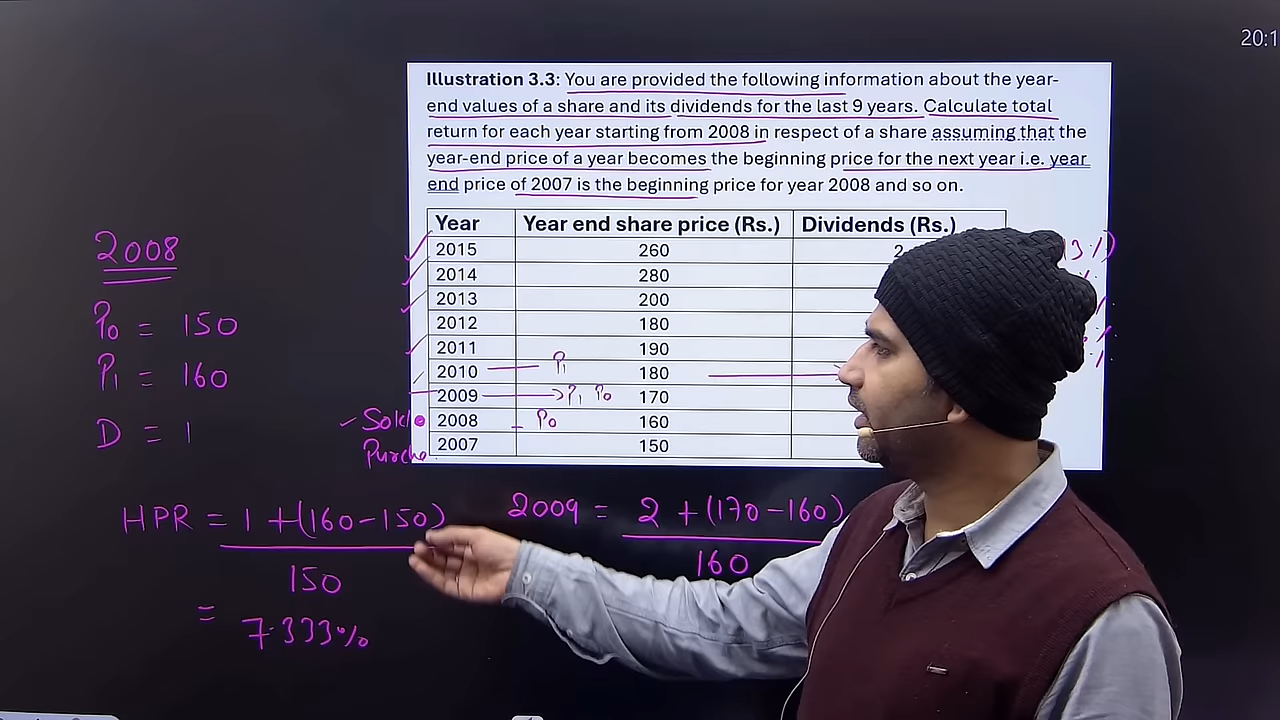 20:1
Illustration 3.3: You are provided the following information about the year-
end values of a share and its dividends for the last 9 years. Calculate total
return for each year starting from 2008 in respect of a share assuming that the
year-end price of a year becomes the beginning price for the next year i.e. year
end price of 2007 is the beginning price for year 2008 and so on.
Year Year end share price (Rs.) Dividends (Rs.)
2015 260 2
2014 280
2013 200
2012 180
2011 190
2010 P1 180
2009 P1 P0 170
2008 P0 160
2007 150
2008
P0 = 150
P1 = 160
D = 1
HPR = 1 + (160 - 150)
150
= 7.333%
2009 = 2 + (170 - 160)
160